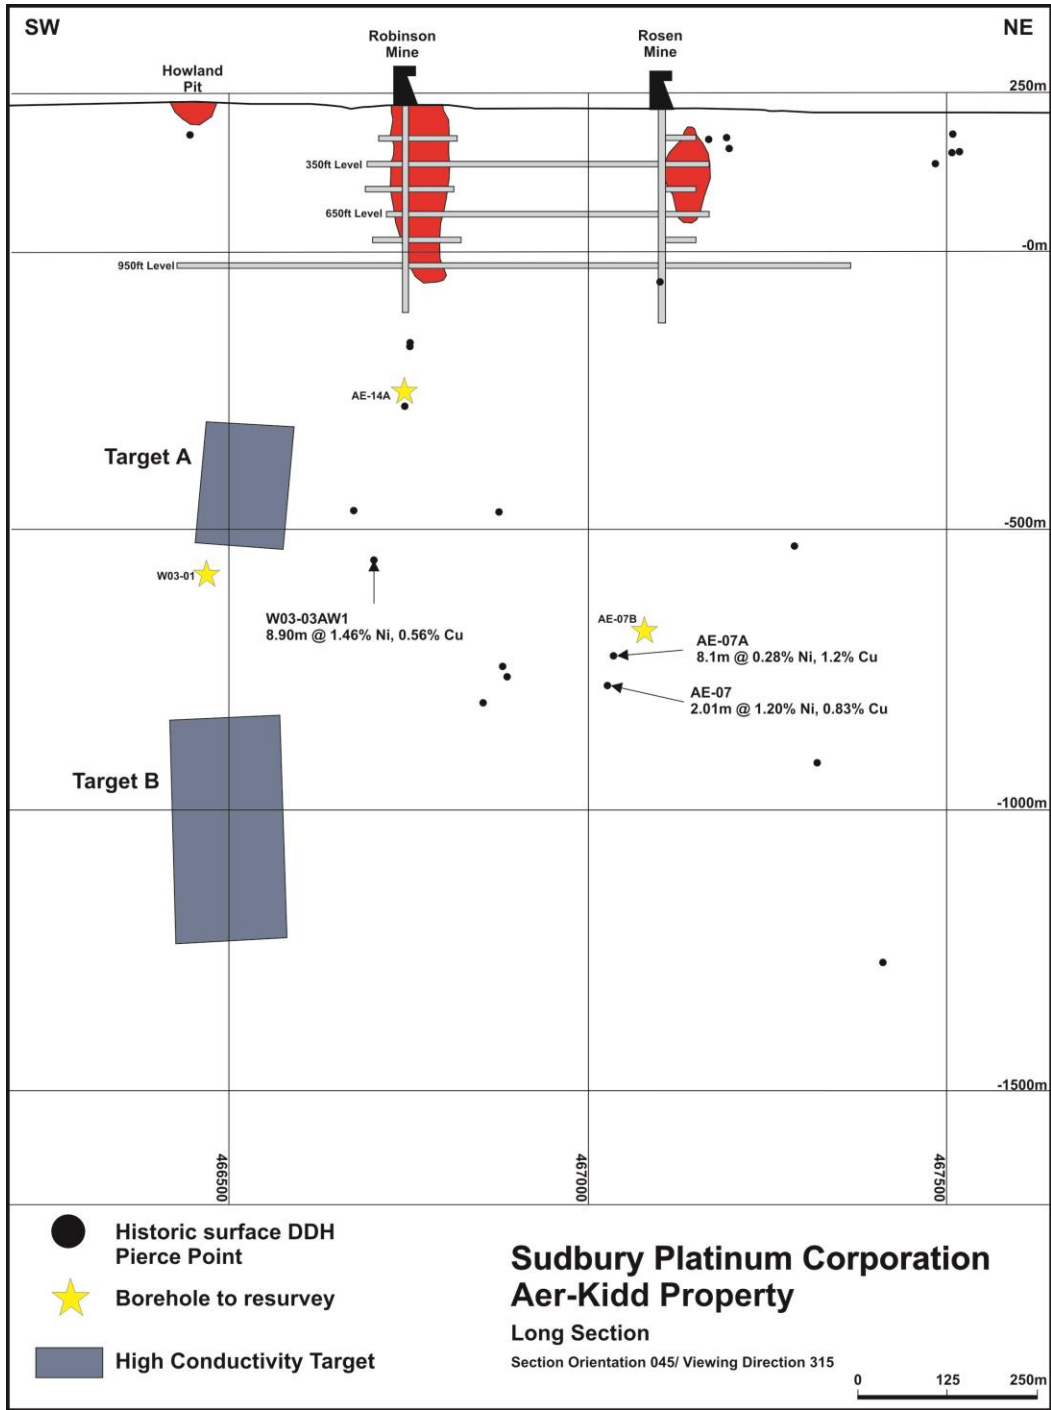 SW
NE
Robinson
Mine
Rosen
Mine
Howland
Pit
250m
350ft Level
650ft Level
-0m
950ft Level
AE-14A
Target A
-500m
W03-01
W03-03AW1
8.90m @ 1.46% Ni, 0.56% Cu
AE-07B
AE-07A
8.1m @ 0.28% Ni, 1.2% Cu
AE-07
2.01m @ 1.20% Ni, 0.83% Cu
Target B
-1000m
-1500m
466500
467000
467500
Historic surface DDH
Pierce Point
Borehole to resurvey
High Conductivity Target
Sudbury Platinum Corporation
Aer-Kidd Property
Long Section
Section Orientation 045/ Viewing Direction 315
0 125 250m